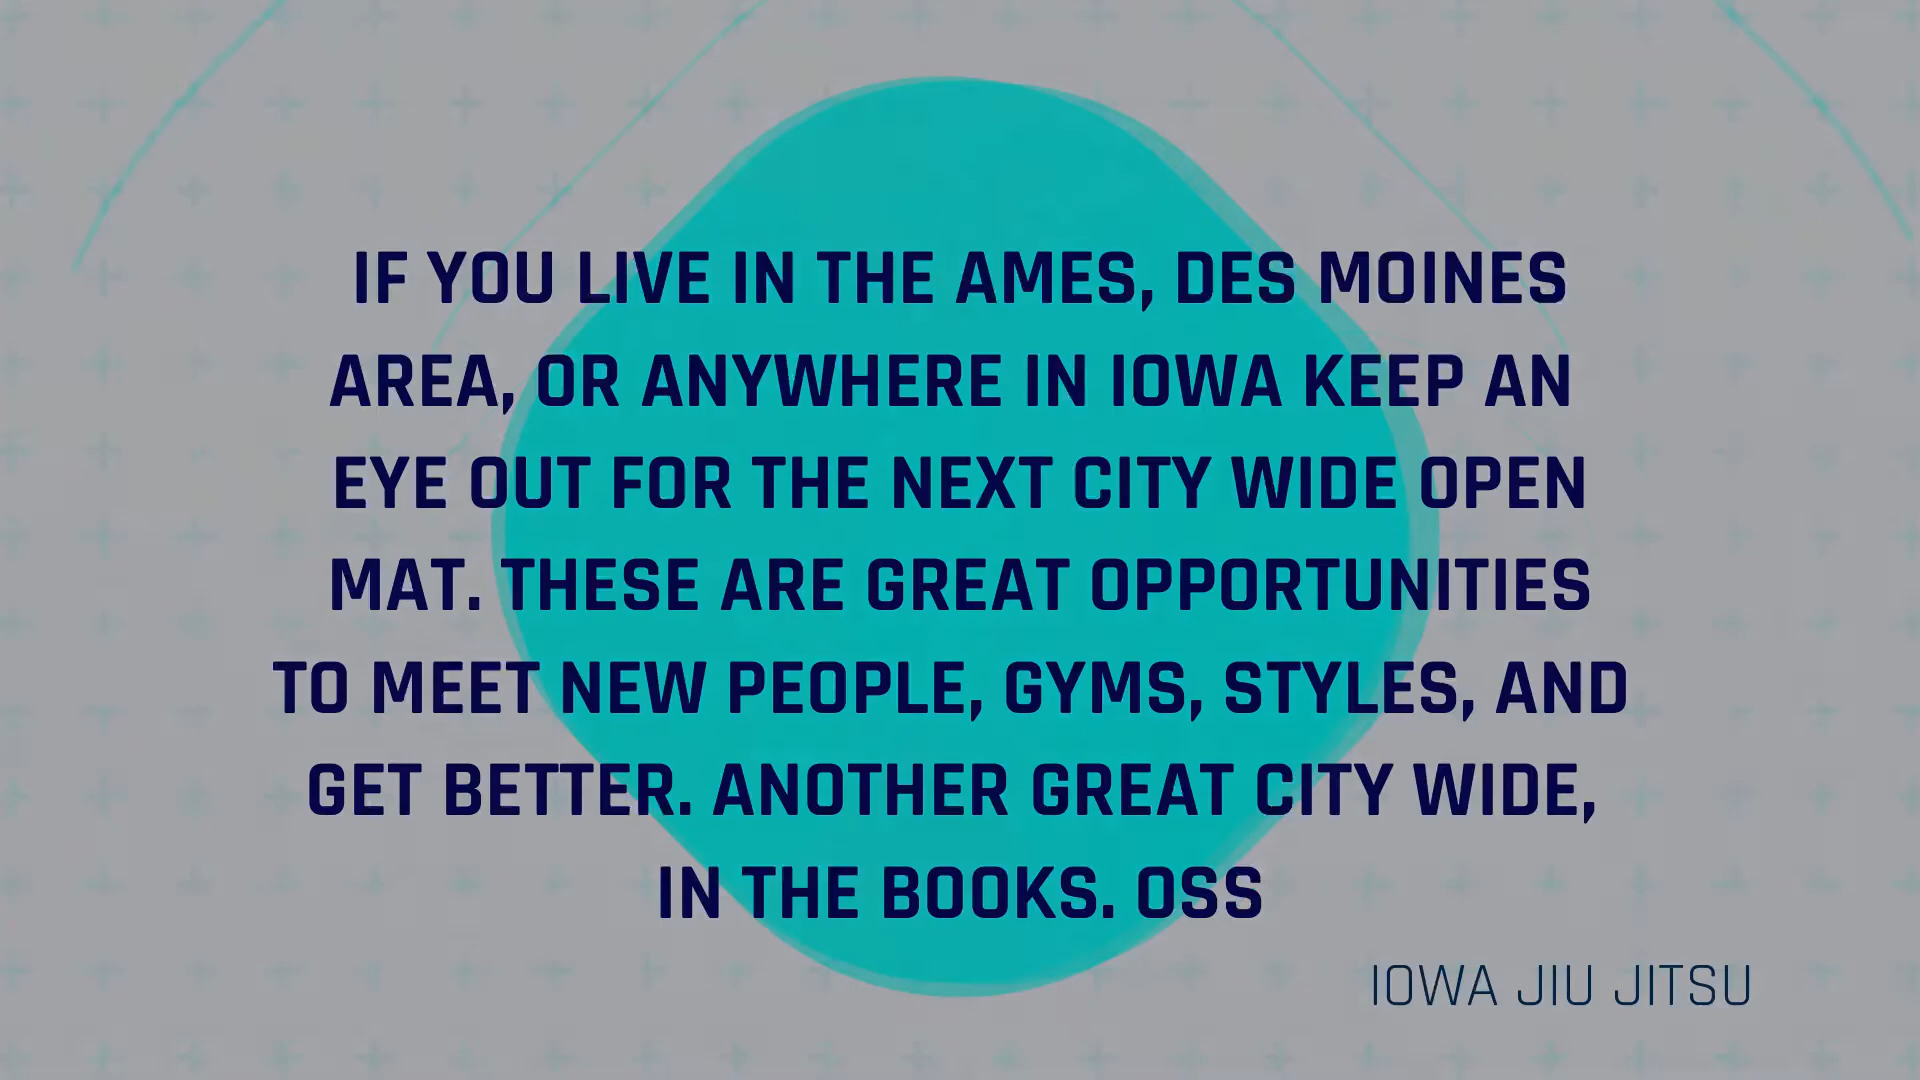 IF YOU LIVE IN THE AMES, DES MOINES
AREA, OR ANYWHERE IN IOWA KEEP AN
EYE OUT FOR THE NEXT CITY WIDE OPEN
MAT. THESE ARE GREAT OPPORTUNITIES
TO MEET NEW PEOPLE, GYMS, STYLES, AND
GET BETTER. ANOTHER GREAT CITY WIDE,
IN THE BOOKS. OSS
IOWA JIU JITSU